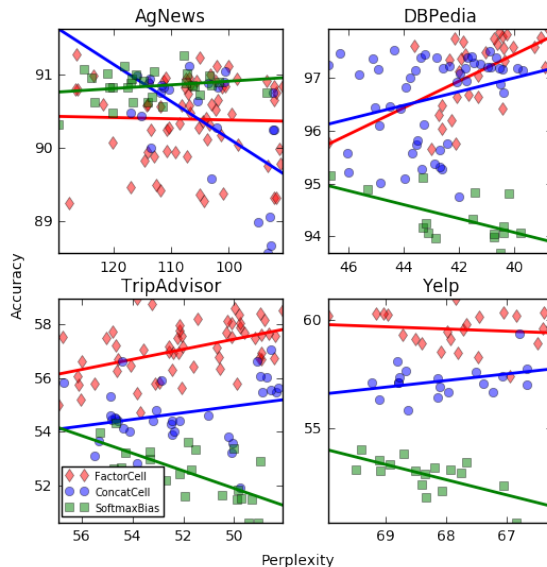 AgNews
DBPedia
91
90
89
120 110 100
97
96
95
94
46 44 42 40
Accuracy
TripAdvisor
Yelp
58
56
54
52
FactorCell
ConcatCell
SoftmaxBias
56 54 52 50
60
55
69 68 67
Perplexity